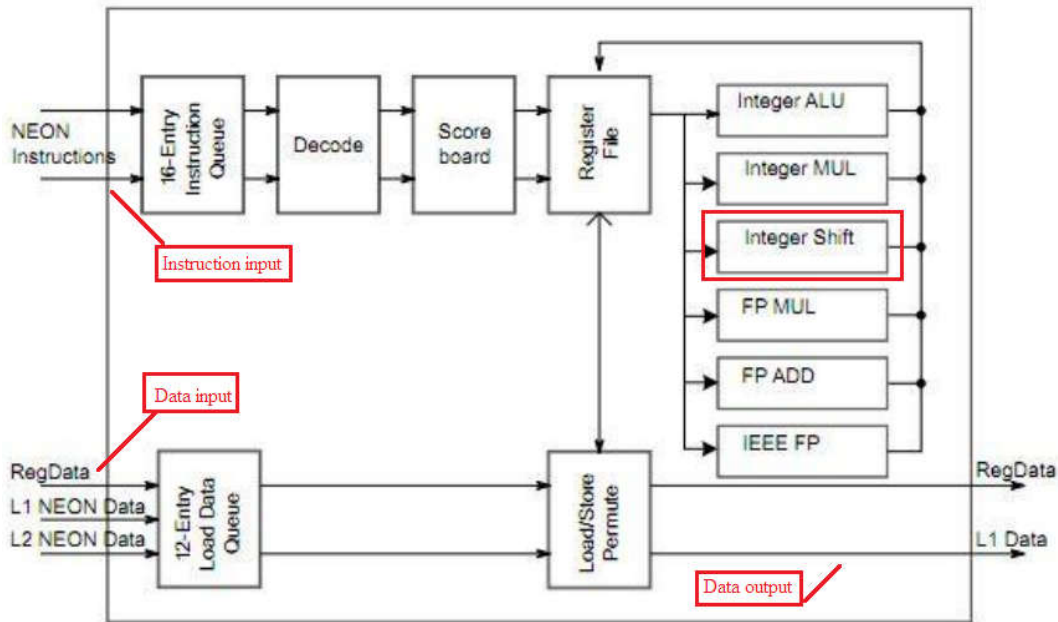 NEON
Instructions
16-Entry
Instruction
Queue
Decode
Score
board
Register
File
Integer ALU
Integer MUL
Integer Shift
FP MUL
FP ADD
IEEE FP
Instruction input
Data input
RegData
L1 NEON Data
L2 NEON Data
12-Entry
Load Data
Queue
Load/Store
Permute
RegData
L1 Data
Data output